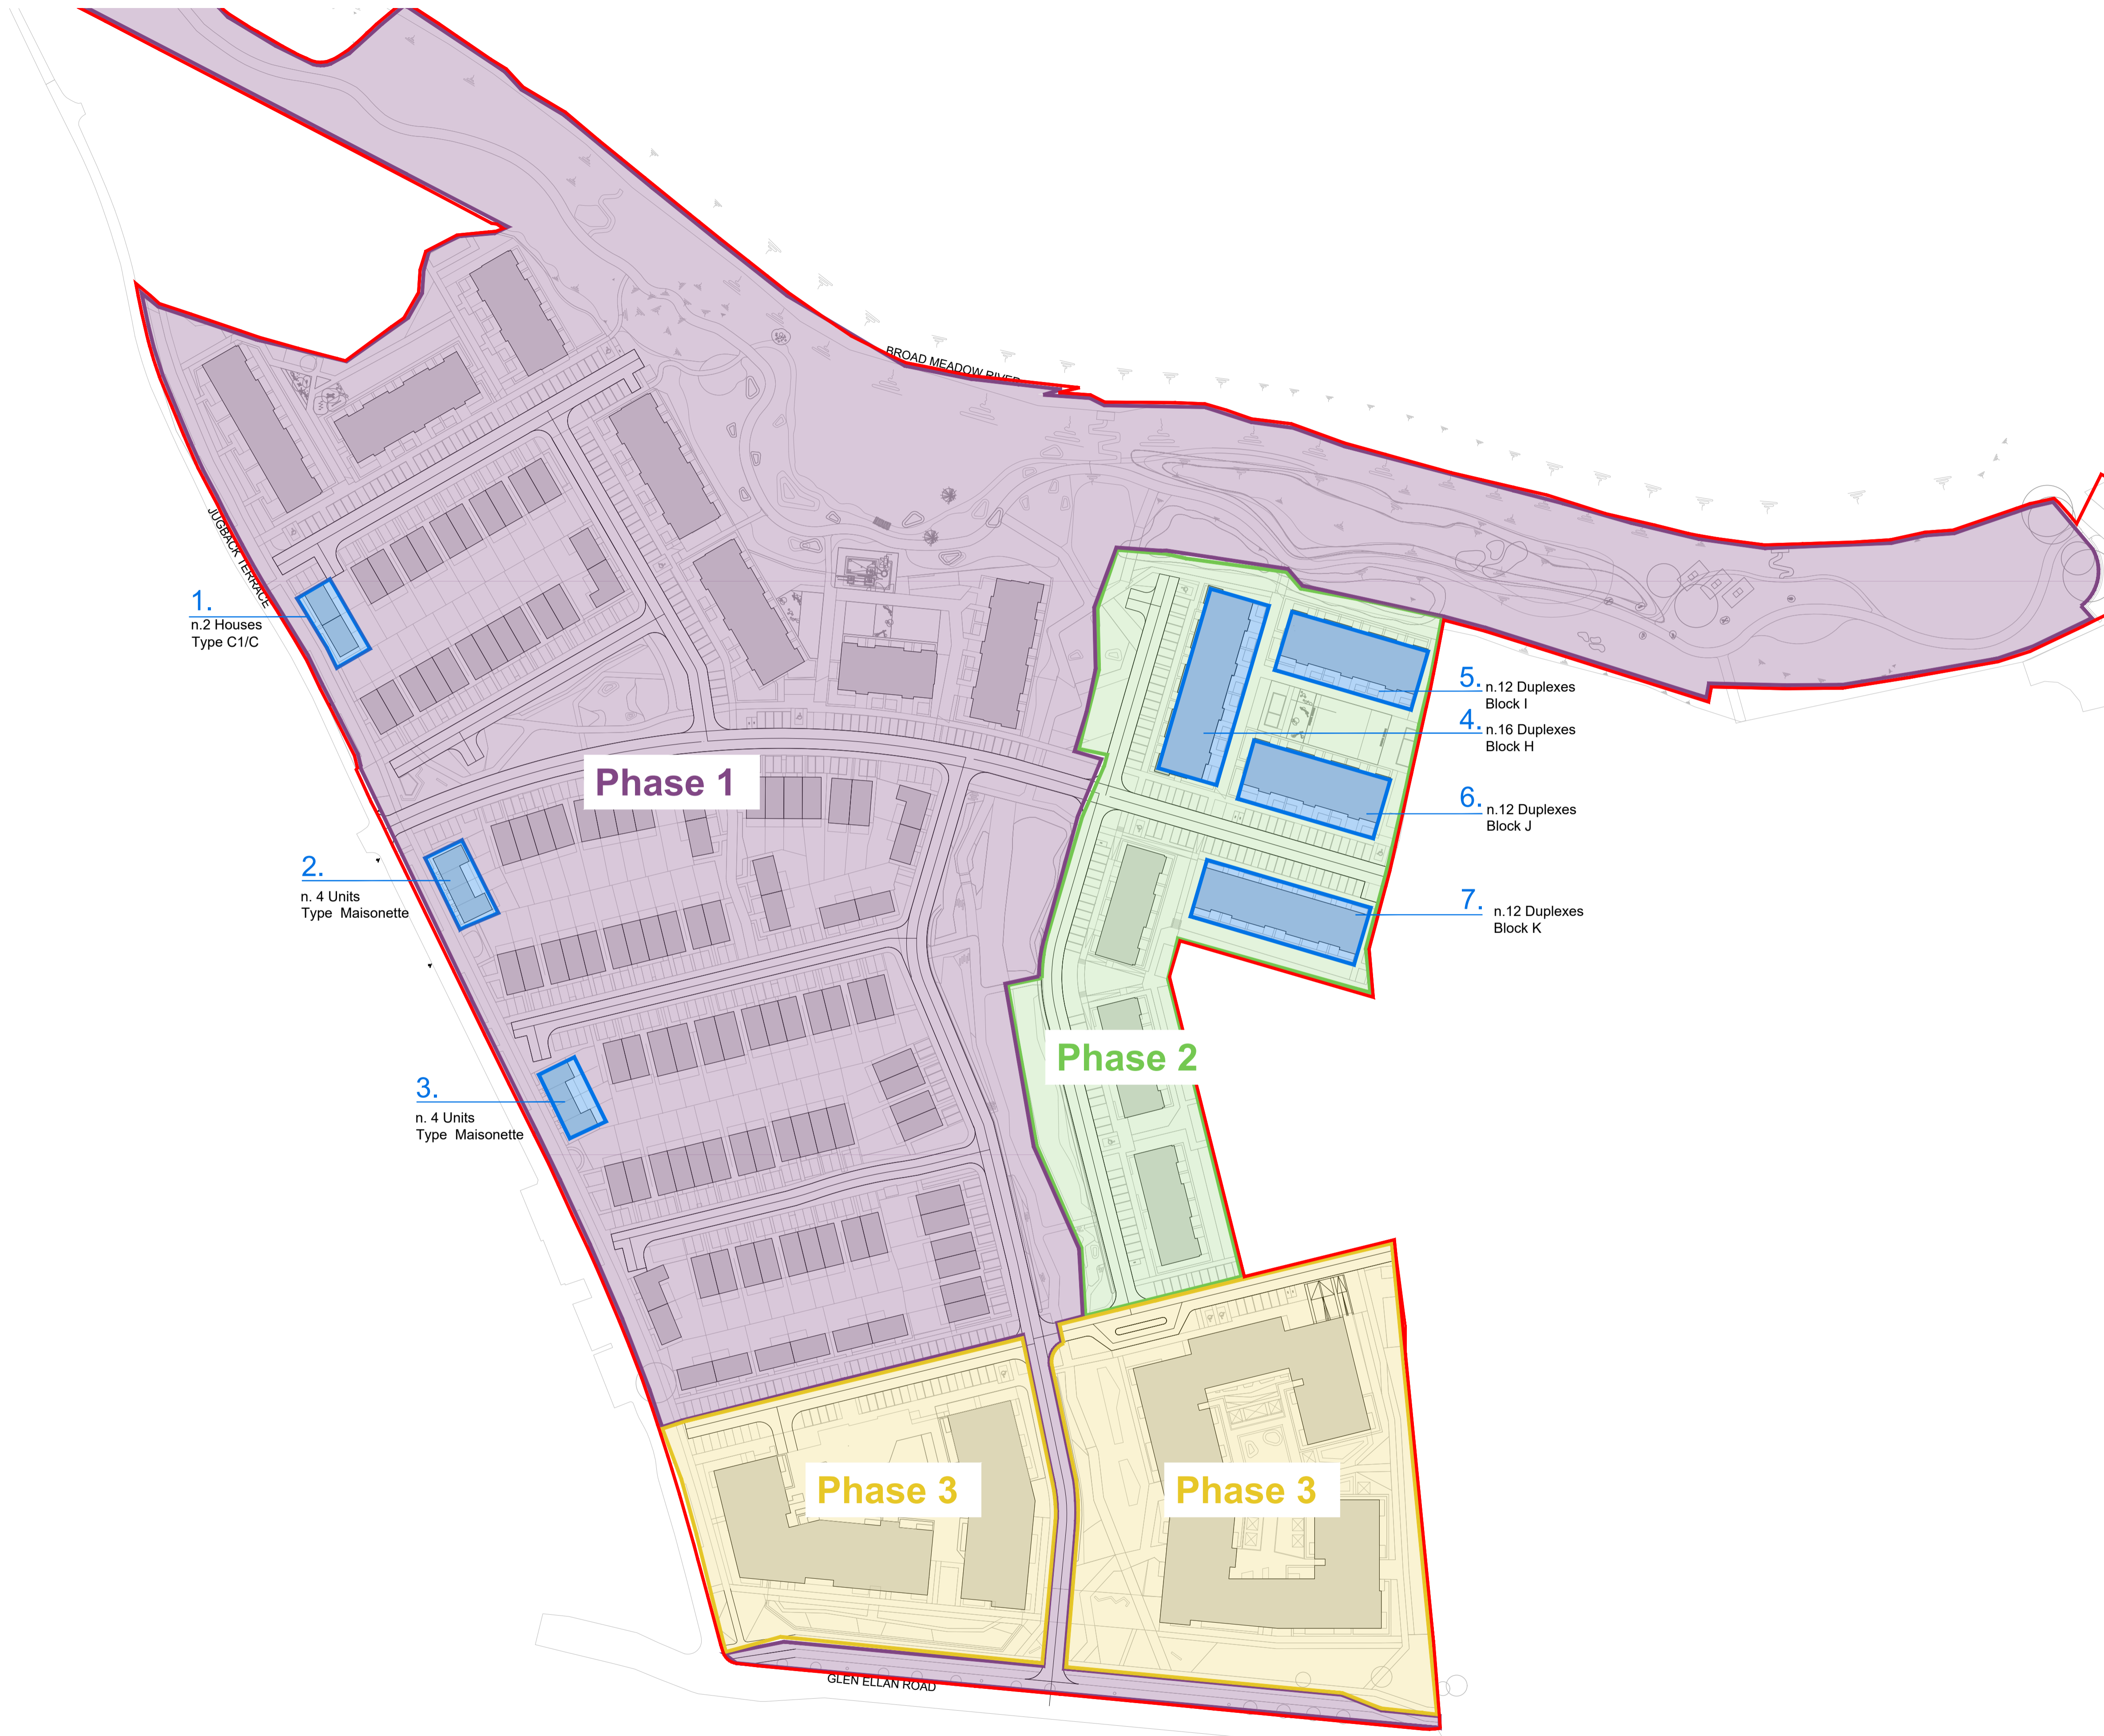 BROAD MEADOW RIVER
JUGBACK TERRACE
1.
n.2 Houses
Type C1/C
5.
n.12 Duplexes
Block I
4.
n.16 Duplexes
Block H
Phase 1
6.
n.12 Duplexes
Block J
2.
n. 4 Units
Type Maisonette
7.
n.12 Duplexes
Block K
Phase 2
3.
n. 4 Units
Type Maisonette
Phase 3
Phase 3
GLEN ELLAN ROAD